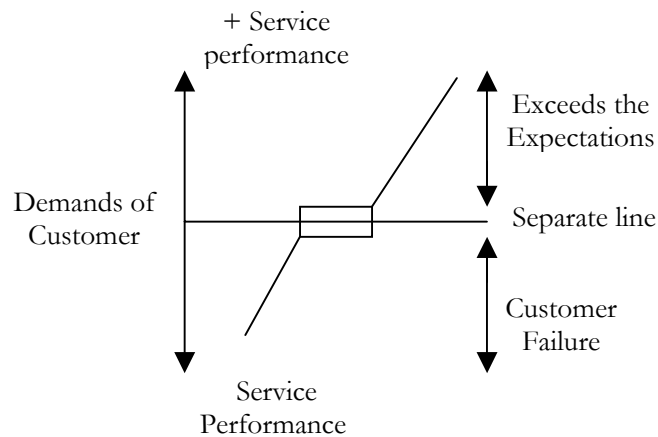 + Service
performance
Exceeds the
Expectations
Demands of
Customer
Separate line
Customer
Failure
Service
Performance